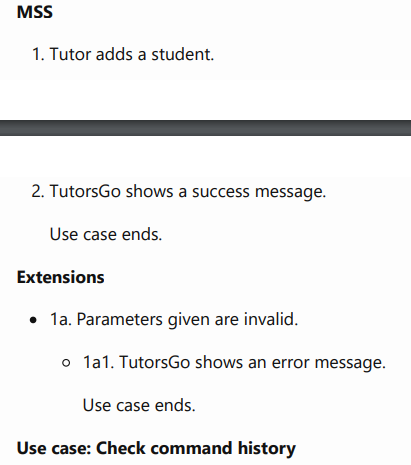 MSS
1. Tutor adds a student.
2. TutorsGo shows a success message.
Use case ends.
Extensions
• 1a. Parameters given are invalid.
○ 1a1. TutorsGo shows an error message.
Use case ends.
Use case: Check command history